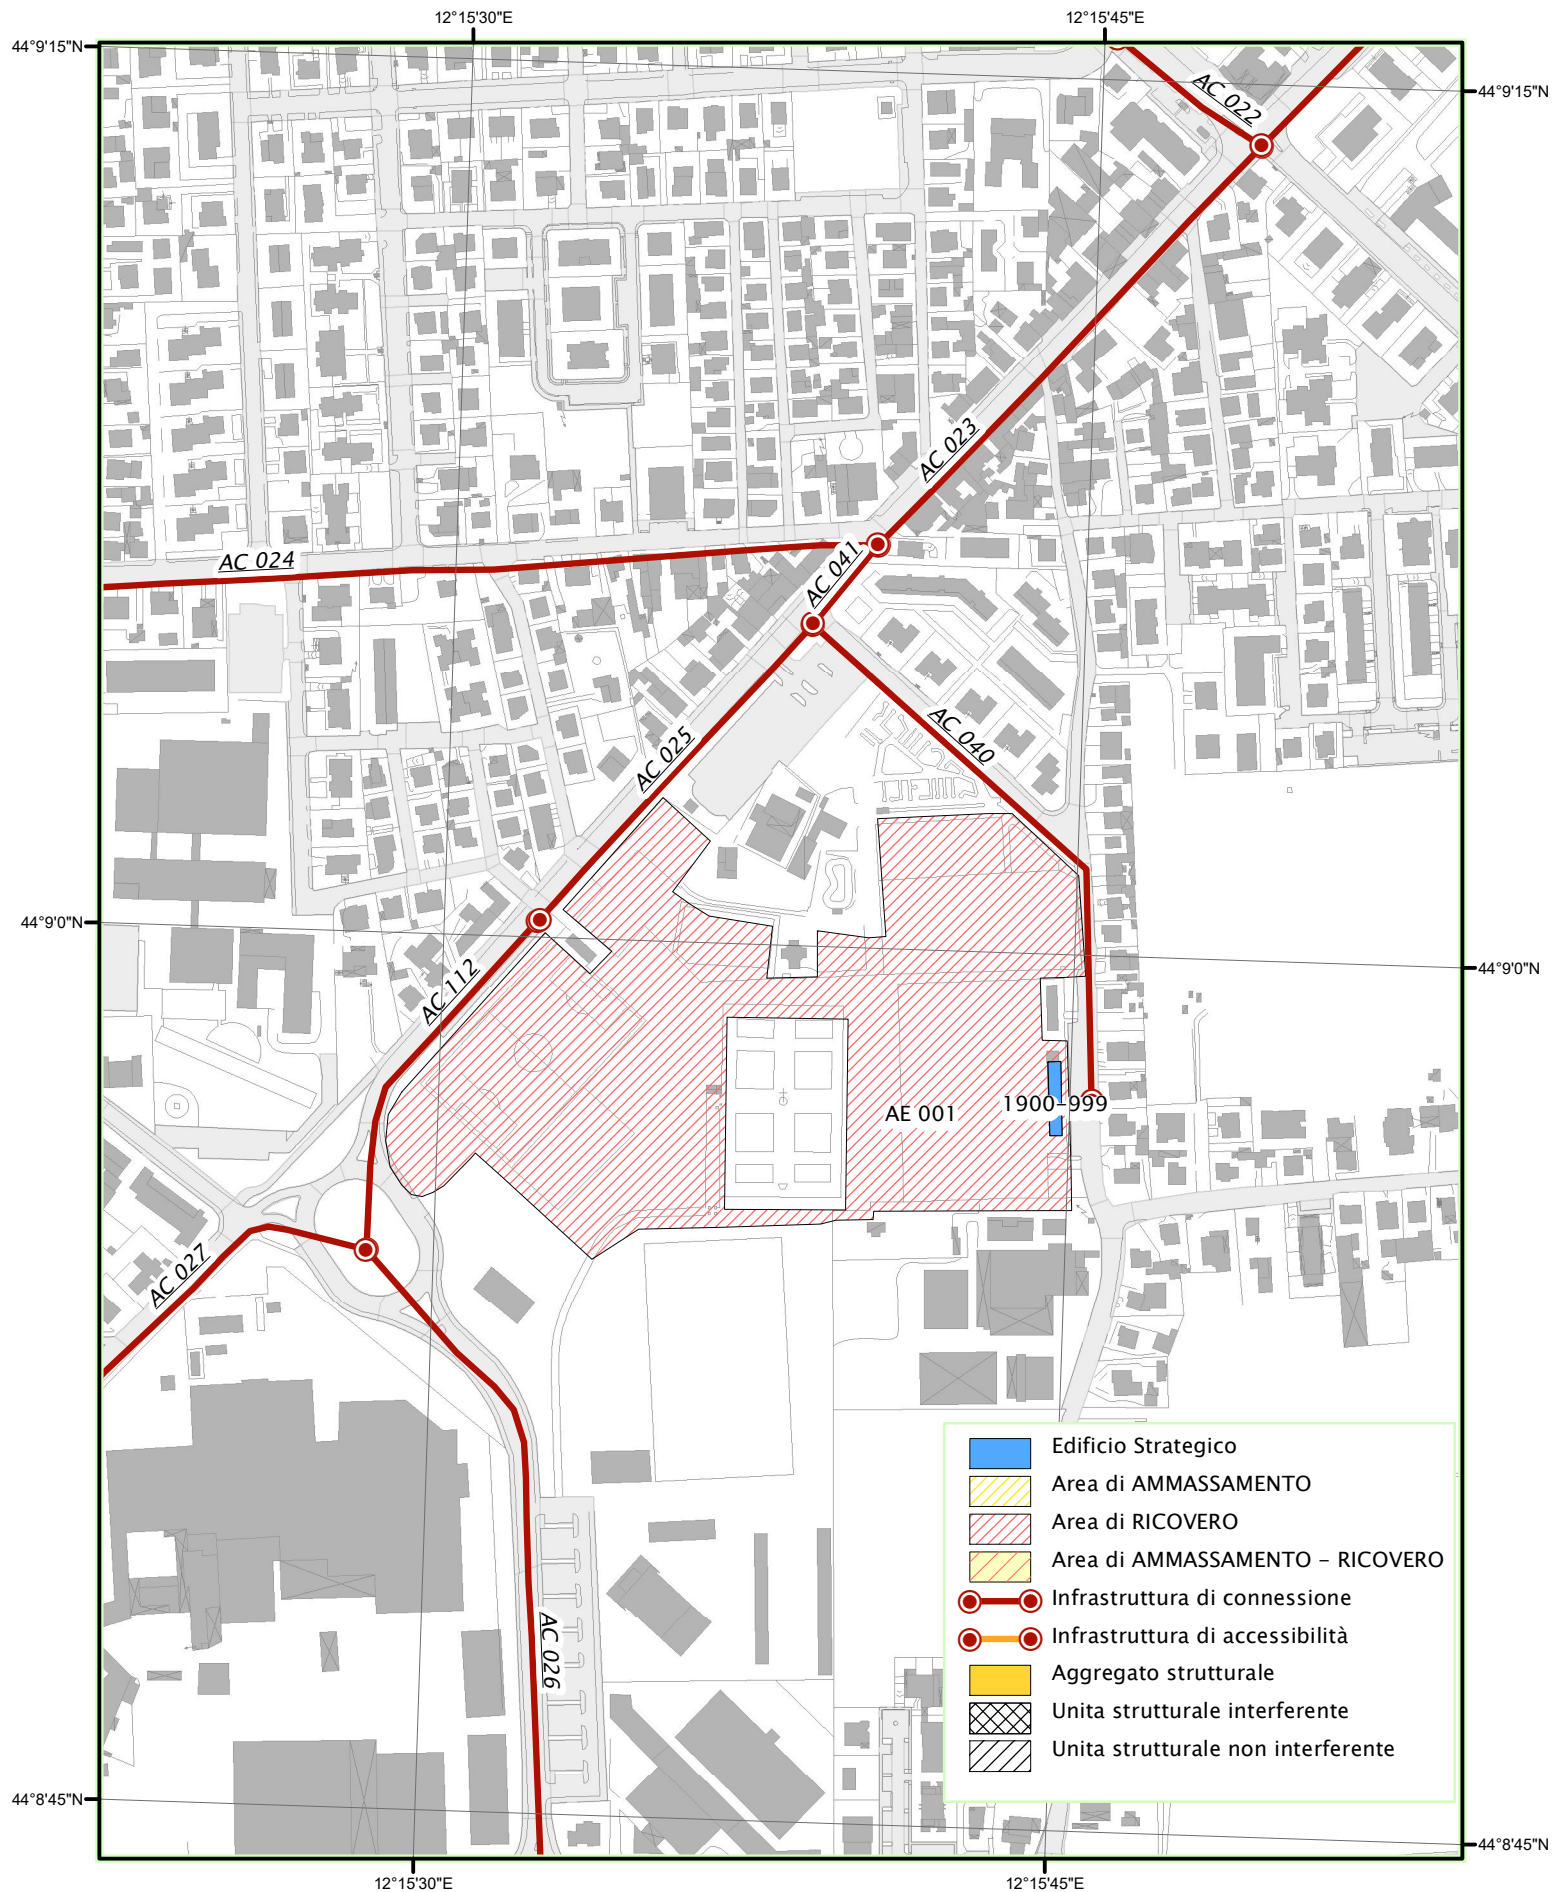 12°15'30"E
12°15'45"E
44°9'15"N
44°9'15"N
AC 022
AC 023
AC 024
AC 041
AC 025
AC 040
44°9'0"N
44°9'0"N
AC 112
AE 001
1900-999
AC 027
AC 026
Edificio Strategico
Area di AMMASSAMENTO
Area di RICOVERO
Area di AMMASSAMENTO - RICOVERO
Infrastruttura di connessione
Infrastruttura di accessibilità
Aggregato strutturale
Unita strutturale interferente
Unita strutturale non interferente
44°8'45"N
44°8'45"N
12°15'30"E
12°15'45"E